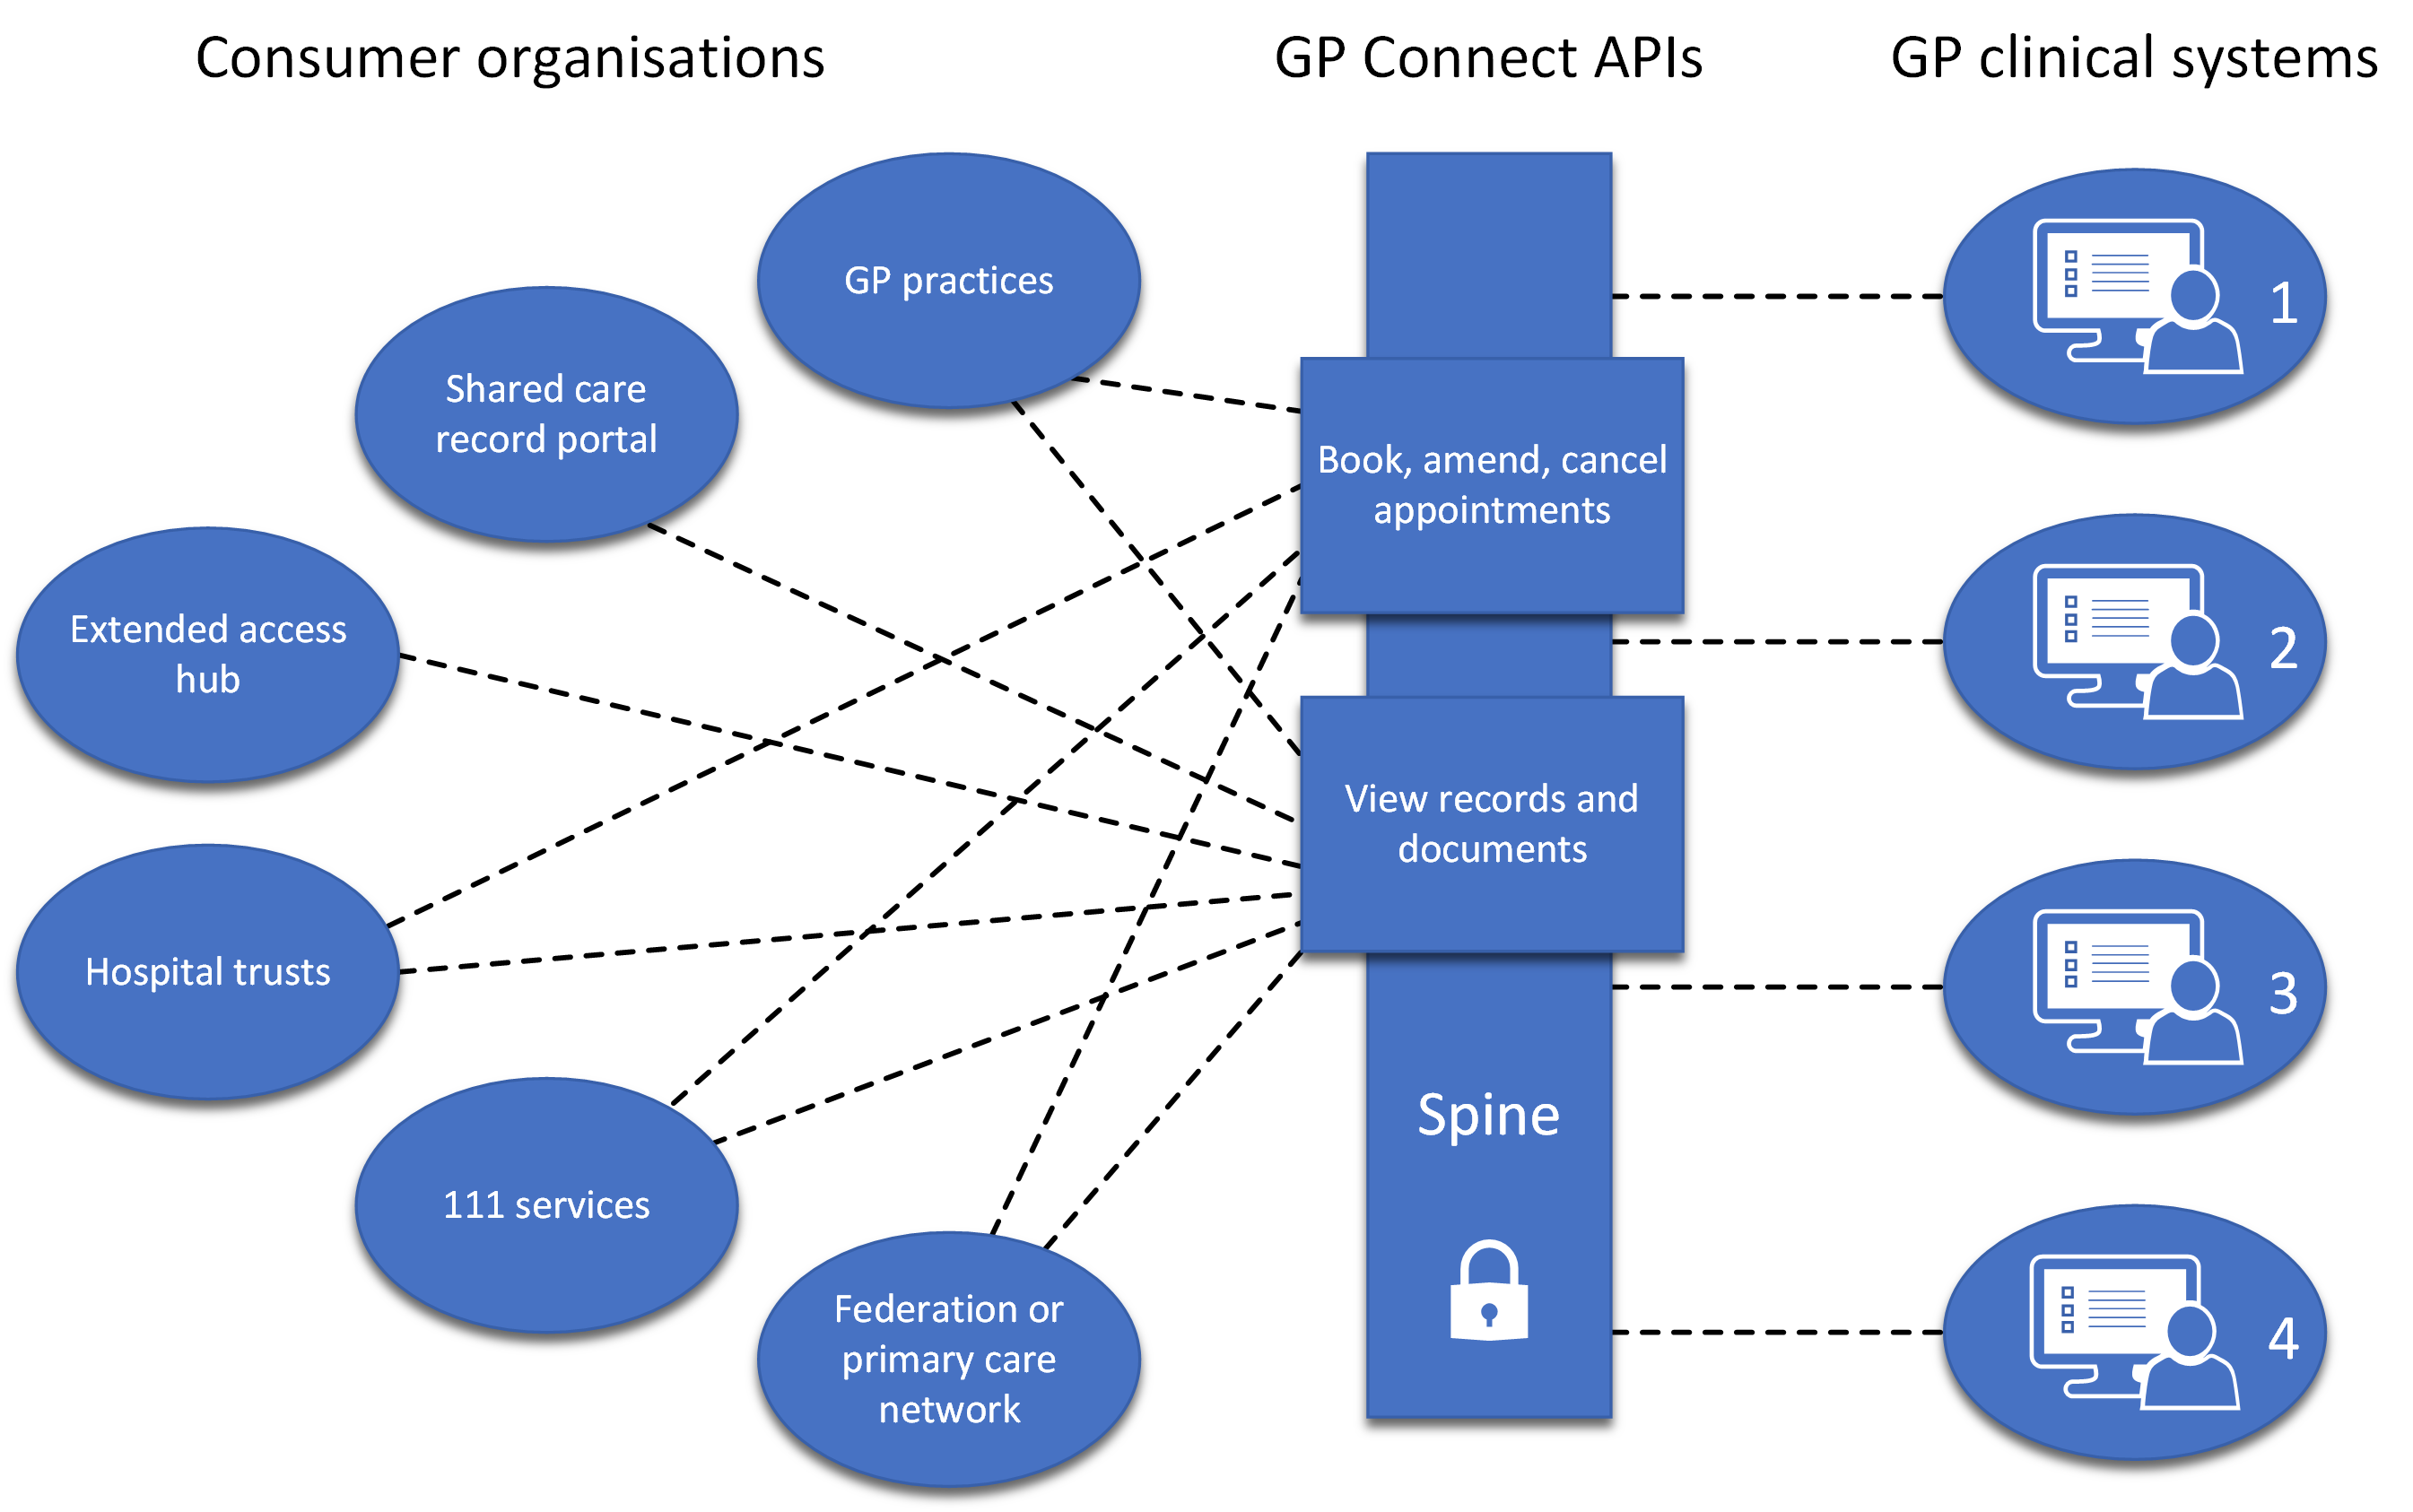 Consumer organisations
GP Connect APIs
GP clinical systems
GP practices
Shared care
record portal
Extended access
hub
Hospital trusts
111 services
Federation or
primary care
network
Book, amend, cancel
appointments
View records and
documents
Spine
1
2
3
4